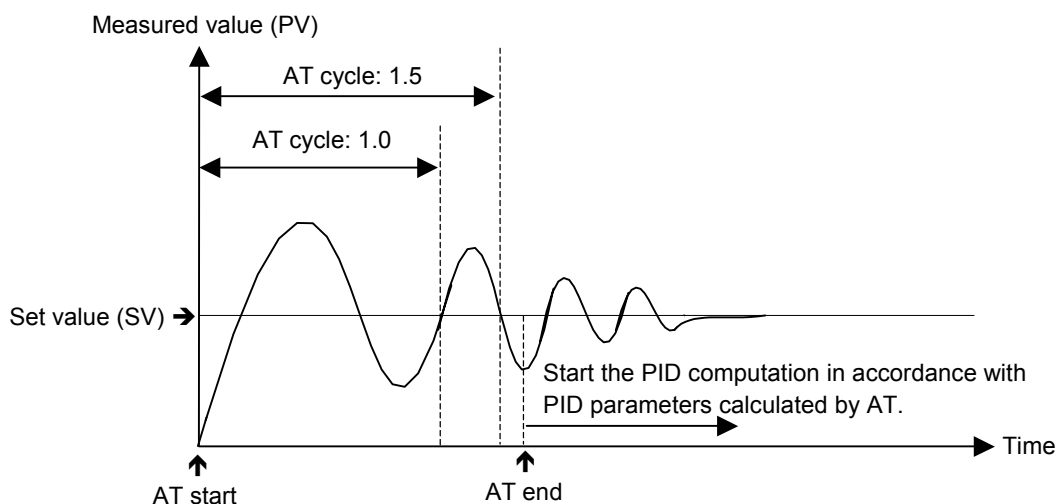 Measured value (PV)
AT cycle: 1.5
AT cycle: 1.0
Set value (SV) ➔
Start the PID computation in accordance with
PID parameters calculated by AT.
Time
AT start
AT end